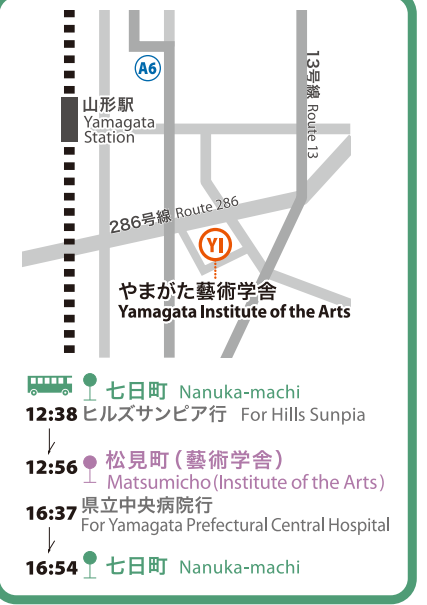 A6
山形駅
Yamagata
Station
13号線 Route 13
286号線 Route 286
YI
やまがた藝術学舎
Yamagata Institute of the Arts
七日町 Nanuka-machi
12:38 ヒルズサンピア行 For Hills Sunpia
12:56 松見町(藝術学舎)
Matsumicho(Institute of the Arts)
16:37 県立中央病院行
For Yamagata Prefectural Central Hospital
16:54 七日町 Nanuka-machi